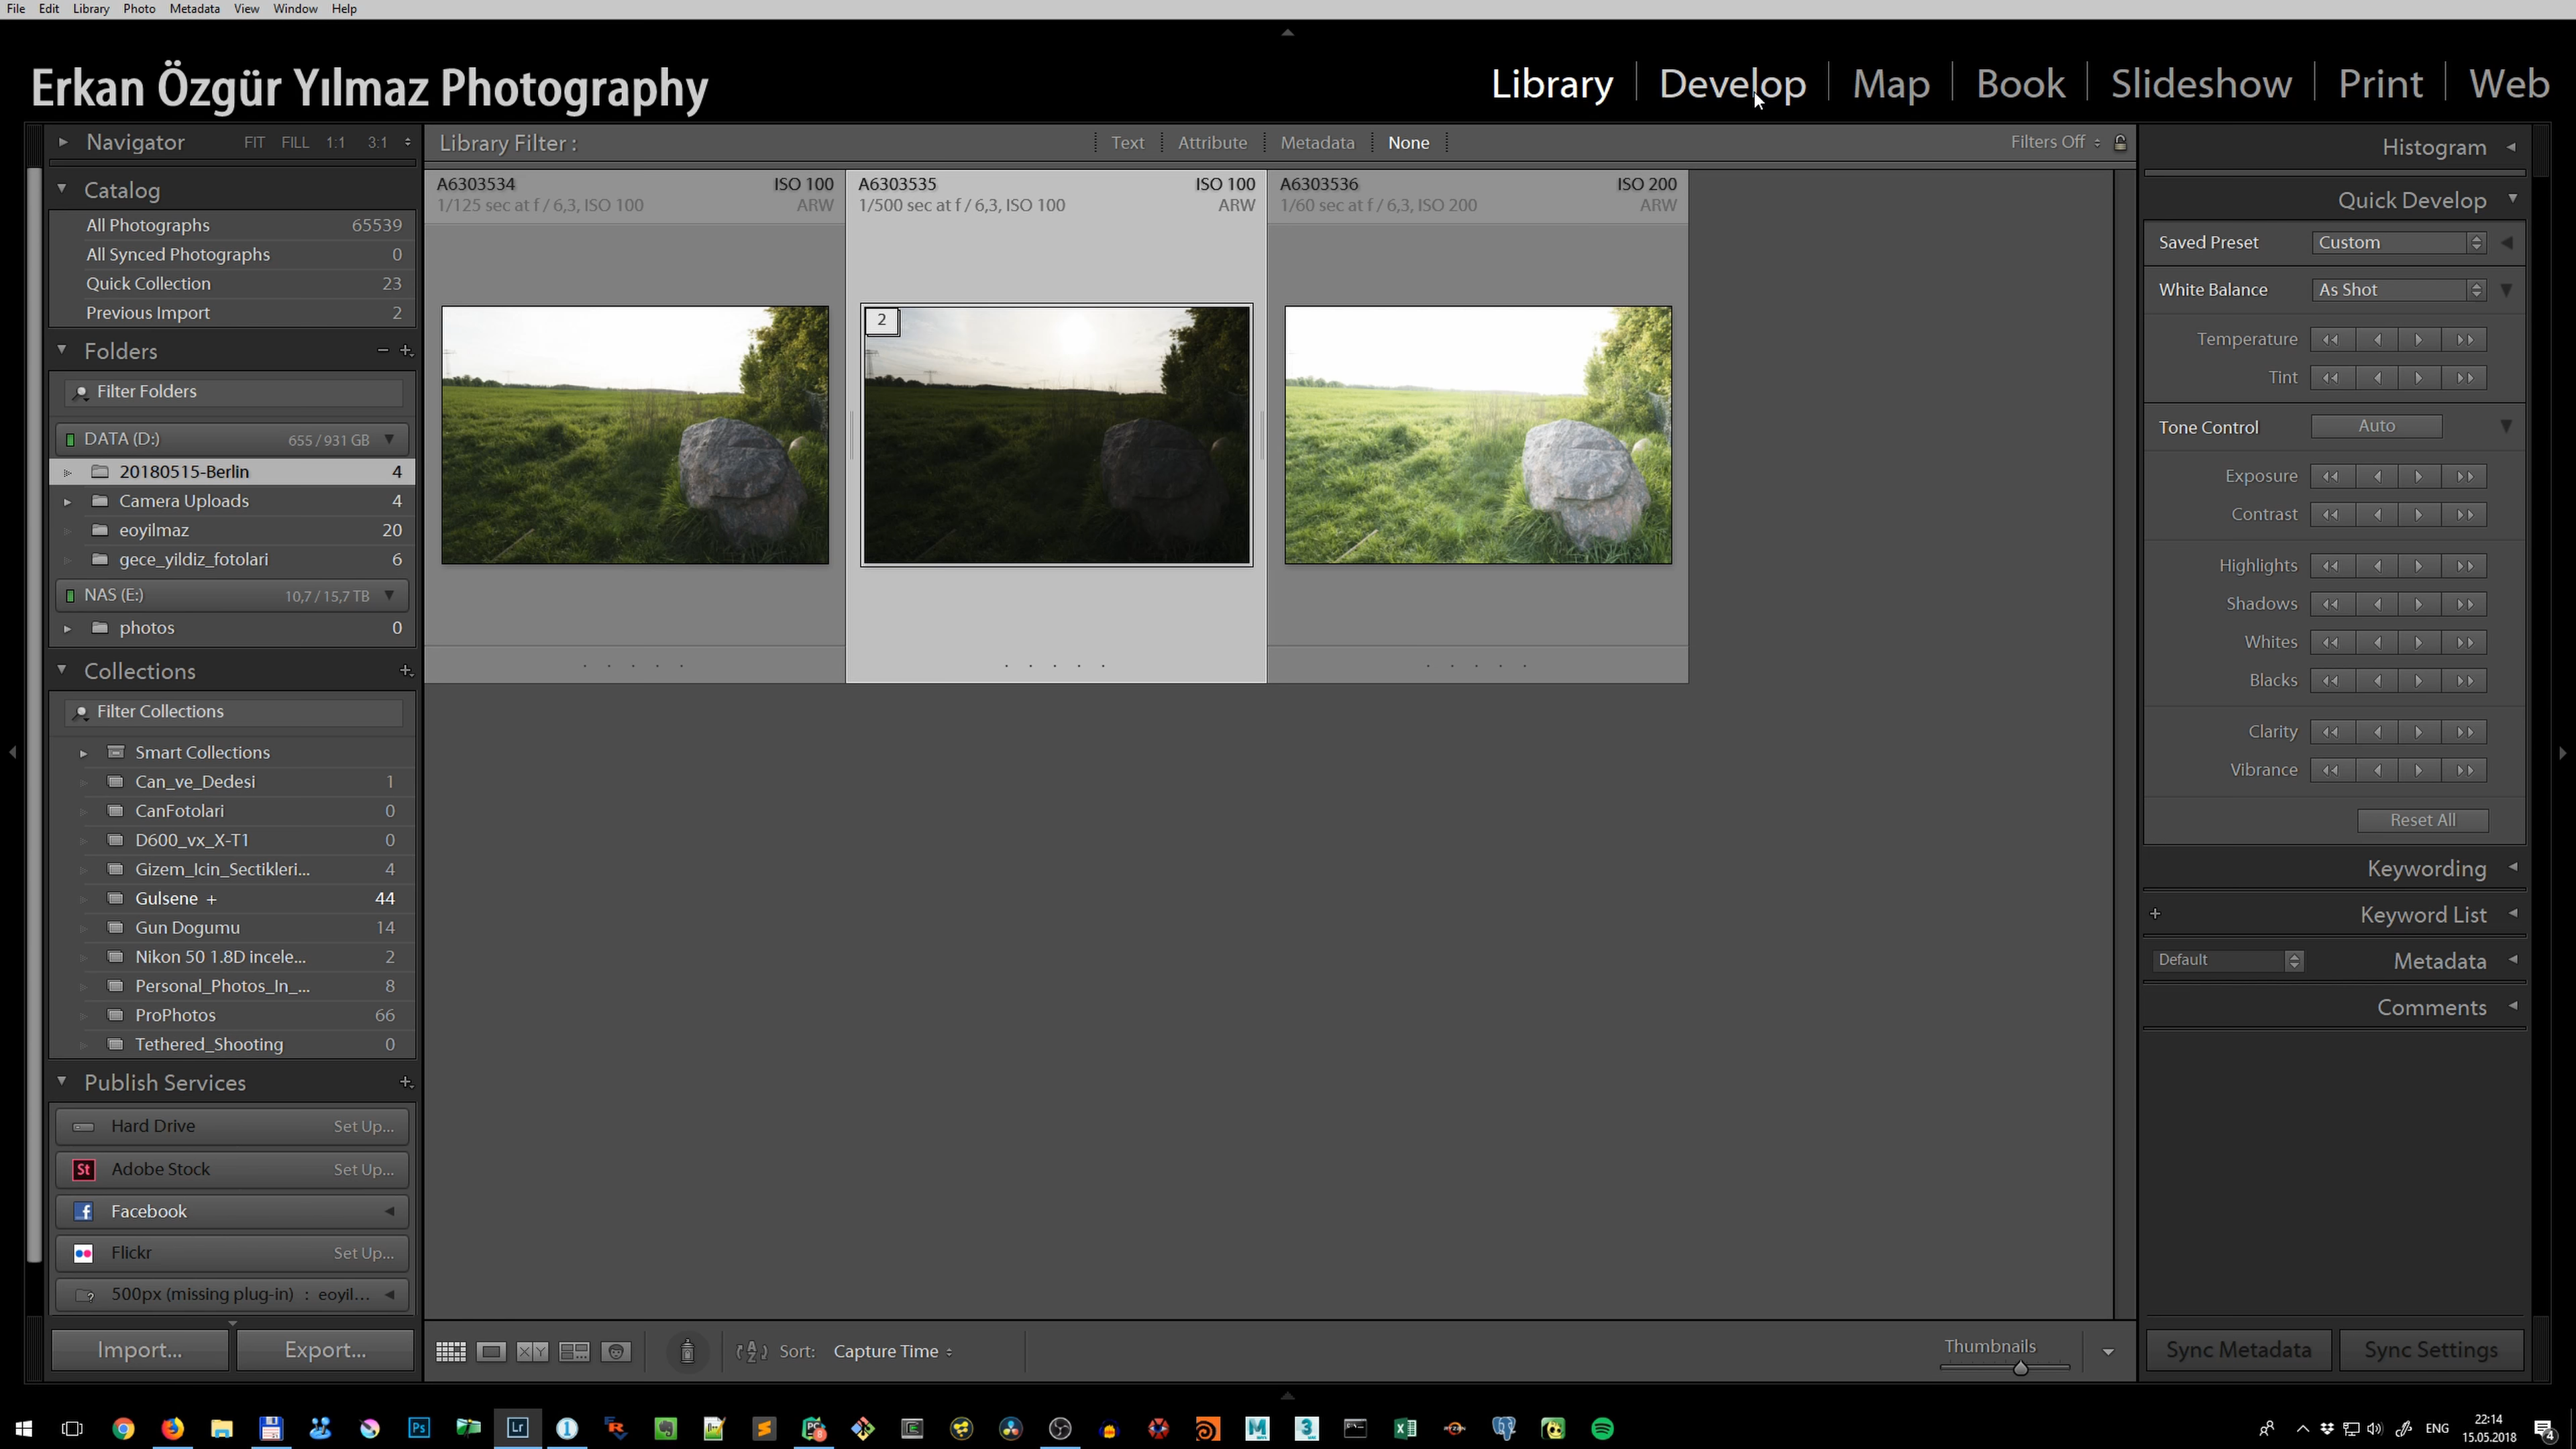 File Edit Library Photo Metadata View Window Help
Erkan Özgür Yılmaz Photography
Library Develop Map Book Slideshow Print Web
Navigator FIT FILL 1:1 3:1
Catalog
All Photographs 65539
All Synced Photographs 0
Quick Collection 23
Previous Import 2
Folders
Filter Folders
DATA (D:) 655 / 931 GB
20180515-Berlin 4
Camera Uploads 4
eoyilmaz 20
gece_yildiz_fotolari 6
NAS (E:) 10,7 / 15,7 TB
photos 0
Collections
Filter Collections
Smart Collections
Can_ve_Dedesi 1
CanFotolari 0
D600_vx_X-T1 0
Gizem_Icin_Sectikleri... 4
Gulsene + 44
Gun Dogumu 14
Nikon 50 1.8D incele... 2
Personal_Photos_In_... 8
ProPhotos 66
Tethered_Shooting 0
Publish Services
Hard Drive Set Up...
St Adobe Stock Set Up...
f Facebook
Flickr Set Up...
500px (missing plug-in) : eoyil...
Import... Export...
Library Filter : Text Attribute Metadata None Filters Off
A6303534 ISO 100
1/125 sec at f / 6,3, ISO 100 ARW
A6303535 ISO 100
1/500 sec at f / 6,3, ISO 100 ARW
2
A6303536 ISO 200
1/60 sec at f / 6,3, ISO 200 ARW
Sort: Capture Time
Thumbnails
Histogram
Quick Develop
Saved Preset Custom
White Balance As Shot
Temperature
Tint
Tone Control Auto
Exposure
Contrast
Highlights
Shadows
Whites
Blacks
Clarity
Vibrance
Reset All
Keywording
Keyword List
Default Metadata
Comments
Sync Metadata Sync Settings
Ps Lr
ENG
22:14
15.05.2018
4